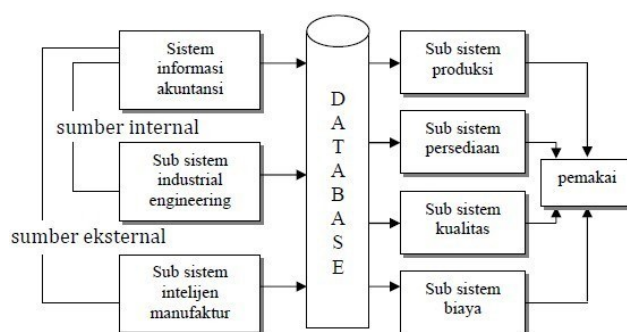 Sistem
informasi
akuntansi
sumber internal
Sub sistem
industrial
engineering
sumber eksternal
Sub sistem
intelijen
manufaktur
D
A
T
A
B
A
S
E
Sub sistem
produksi
Sub sistem
persediaan
Sub sistem
kualitas
Sub sistem
biaya
pemakai